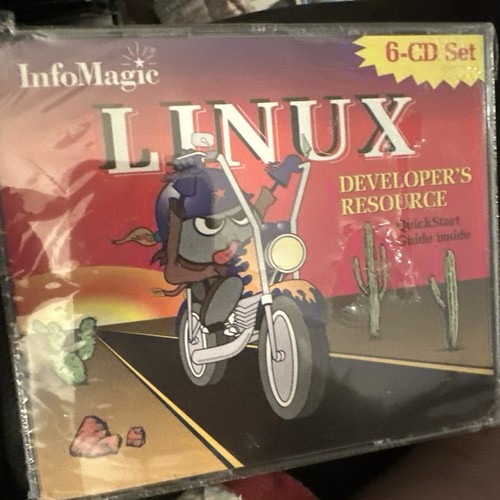 InfoMagic
6-CD Set
LINUX
DEVELOPER'S
RESOURCE
QuickStart
Guide inside